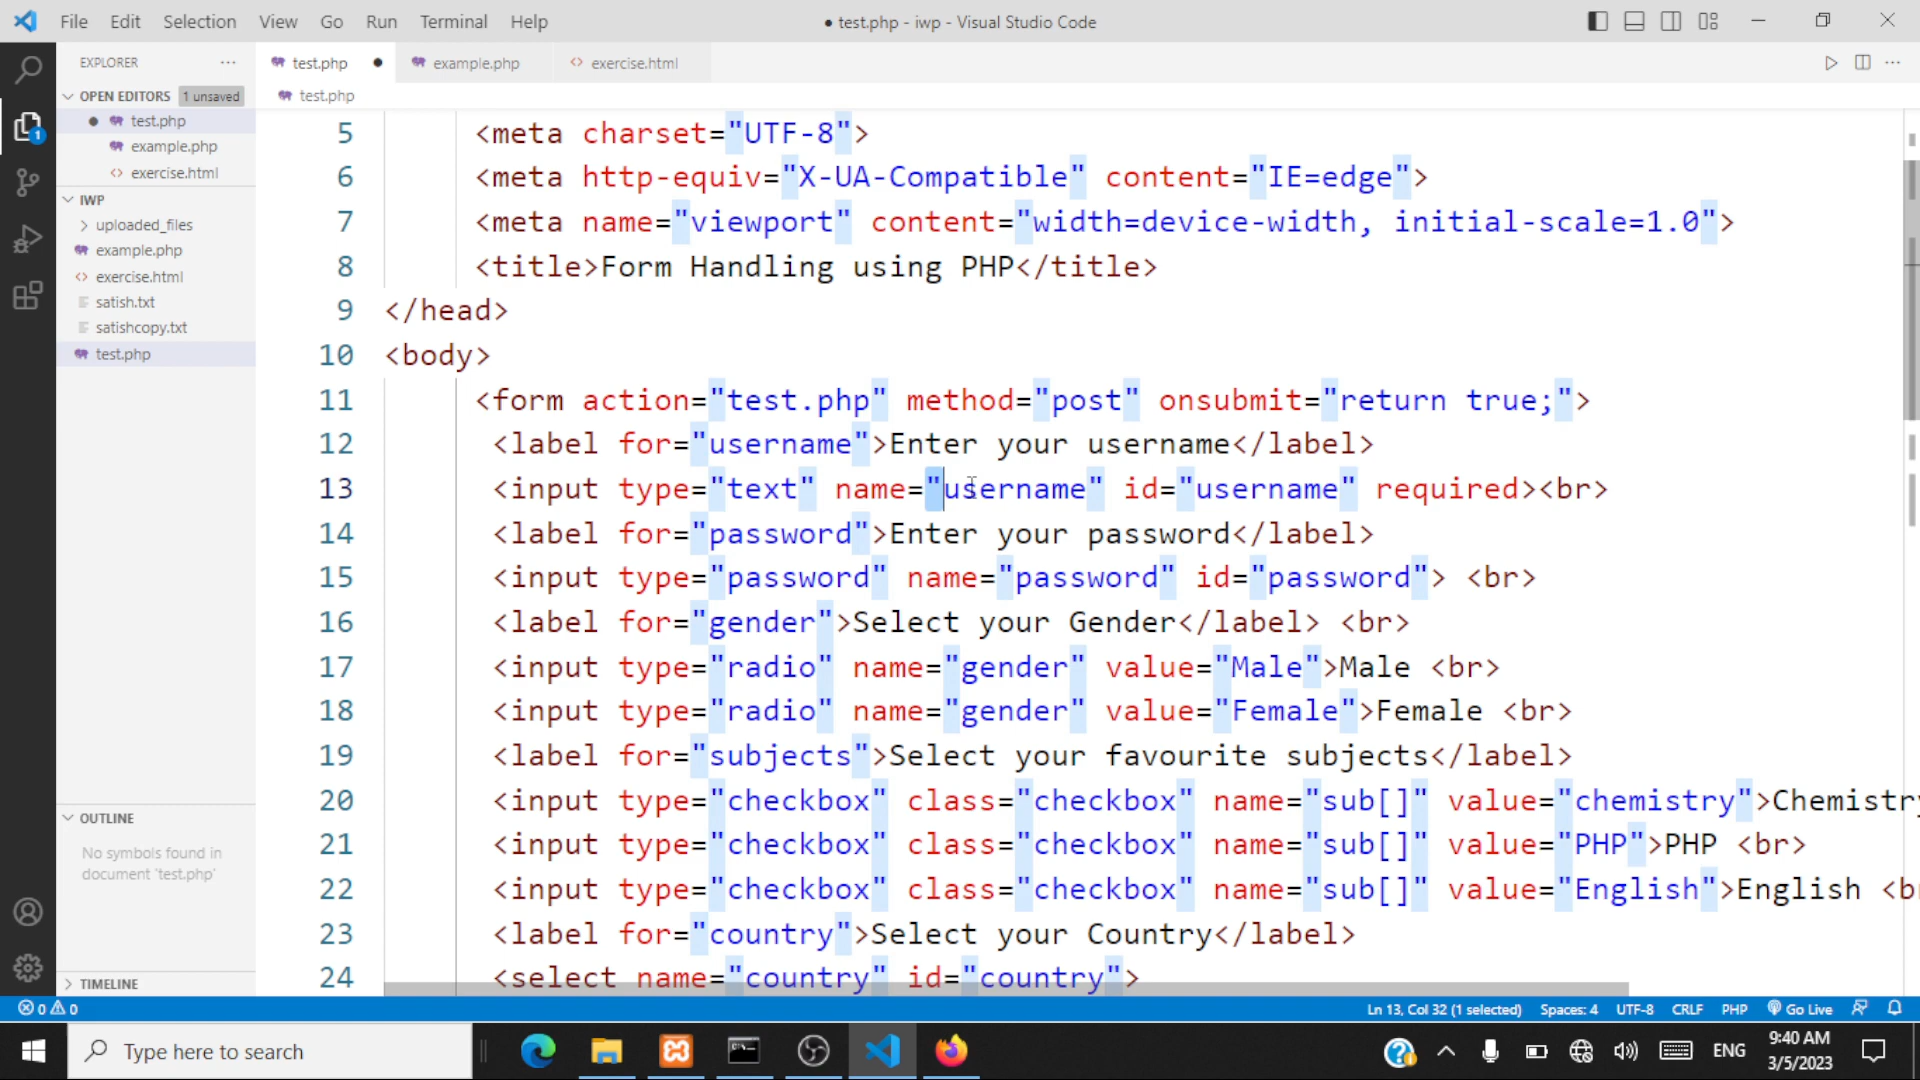 File Edit Selection View Go Run Terminal Help
● test.php - iwp - Visual Studio Code
EXPLORER
test.php
example.php
exercise.html
OPEN EDITORS
1 unsaved
test.php
test.php
example.php
exercise.html
IWP
uploaded_files
example.php
exercise.html
satish.txt
satishcopy.txt
test.php
5 <meta charset="UTF-8">
6 <meta http-equiv="X-UA-Compatible" content="IE=edge">
7 <meta name="viewport" content="width=device-width, initial-scale=1.0">
8 <title>Form Handling using PHP</title>
9 </head>
10 <body>
11 <form action="test.php" method="post" onsubmit="return true;">
12 <label for="username">Enter your username</label>
13 <input type="text" name="username" id="username" required><br>
14 <label for="password">Enter your password</label>
15 <input type="password" name="password" id="password"> <br>
16 <label for="gender">Select your Gender</label> <br>
17 <input type="radio" name="gender" value="Male">Male <br>
18 <input type="radio" name="gender" value="Female">Female <br>
19 <label for="subjects">Select your favourite subjects</label>
20 <input type="checkbox" class="checkbox" name="sub[]" value="chemistry">Chemistry
21 <input type="checkbox" class="checkbox" name="sub[]" value="PHP">PHP <br>
22 <input type="checkbox" class="checkbox" name="sub[]" value="English">English <b
23 <label for="country">Select your Country</label>
24 <select name="country" id="country">
OUTLINE
No symbols found in
document 'test.php'
TIMELINE
0 0
Ln 13, Col 32 (1 selected) Spaces: 4 UTF-8 CRLF PHP Go Live
Type here to search
ENG
9:40 AM
3/5/2023